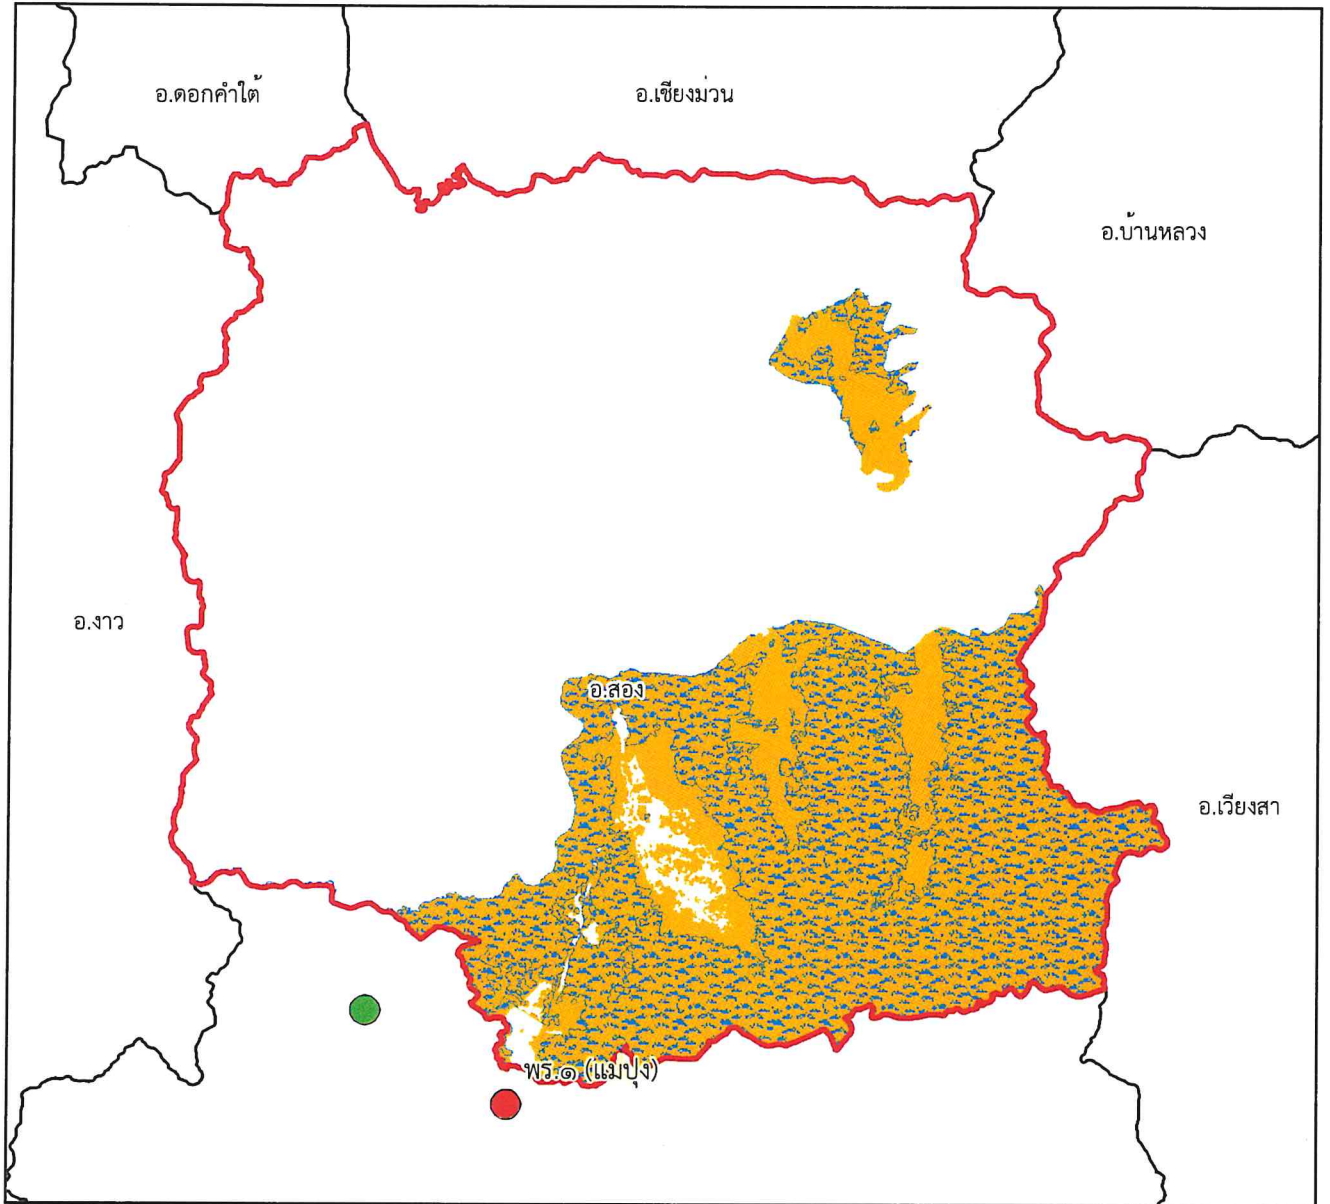 อ.ดอกคำใต้
อ.เชียงม่วน
อ.บ้านหลวง
อ.งาว
อ.สอง
อ.เวียงสา
พร.๑ (แมปุง)